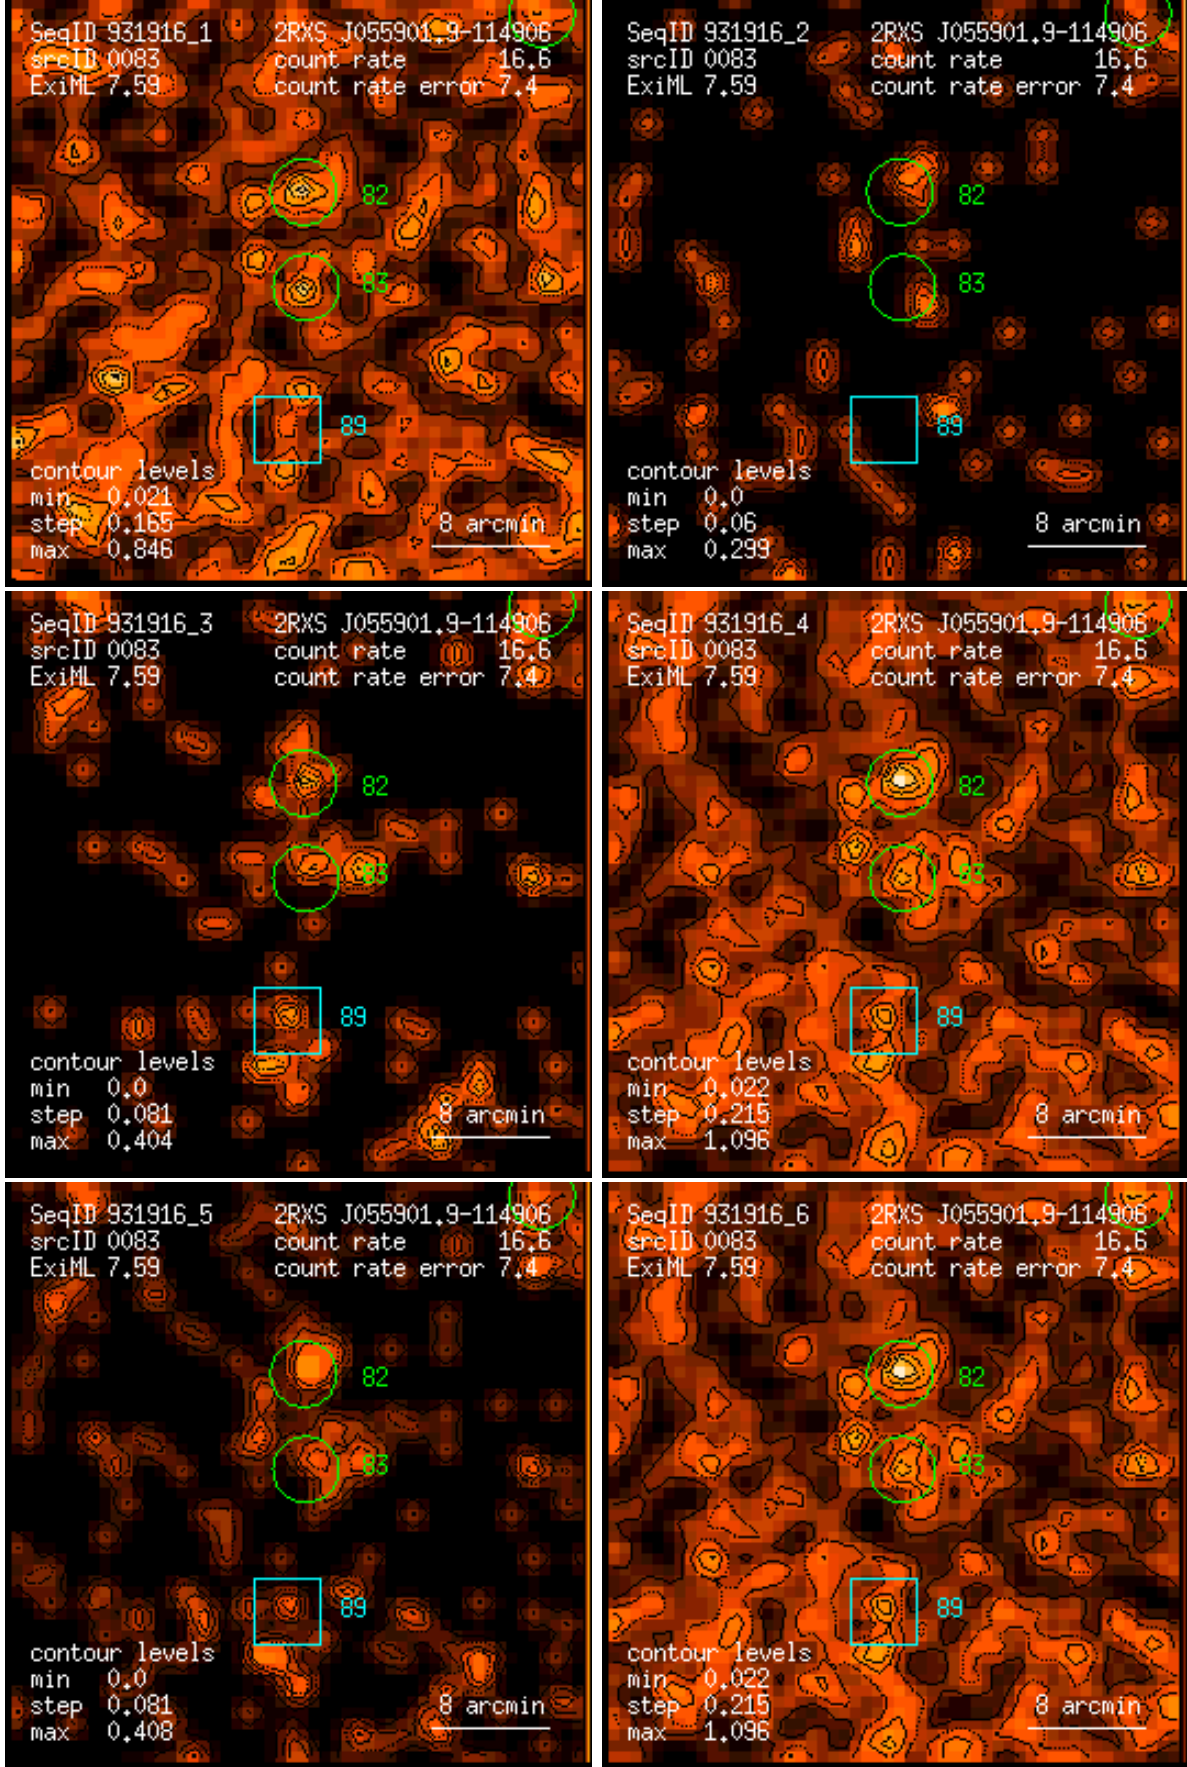 SeqID 931916_1 2RXS J055901.9-114906
srcID 0083 count rate 16.6
ExiML 7.59 count rate error 7.4
82
83
89
contour levels
min 0.021
step 0.165
max 0.846
8 arcmin
SeqID 931916_2 2RXS J055901.9-114906
srcID 0083 count rate 16.6
ExiML 7.59 count rate error 7.4
82
83
89
contour levels
min 0.0
step 0.06
max 0.299
8 arcmin
SeqID 931916_3 2RXS J055901.9-114906
srcID 0083 count rate 16.6
ExiML 7.59 count rate error 7.4
82
83
89
contour levels
min 0.0
step 0.081
max 0.404
8 arcmin
SeqID 931916_4 2RXS J055901.9-114906
srcID 0083 count rate 16.6
ExiML 7.59 count rate error 7.4
82
83
89
contour levels
min 0.022
step 0.215
max 1.096
8 arcmin
SeqID 931916_5 2RXS J055901.9-114906
srcID 0083 count rate 16.6
ExiML 7.59 count rate error 7.4
82
83
89
contour levels
min 0.0
step 0.081
max 0.408
8 arcmin
SeqID 931916_6 2RXS J055901.9-114906
srcID 0083 count rate 16.6
ExiML 7.59 count rate error 7.4
82
83
89
contour levels
min 0.022
step 0.215
max 1.096
8 arcmin